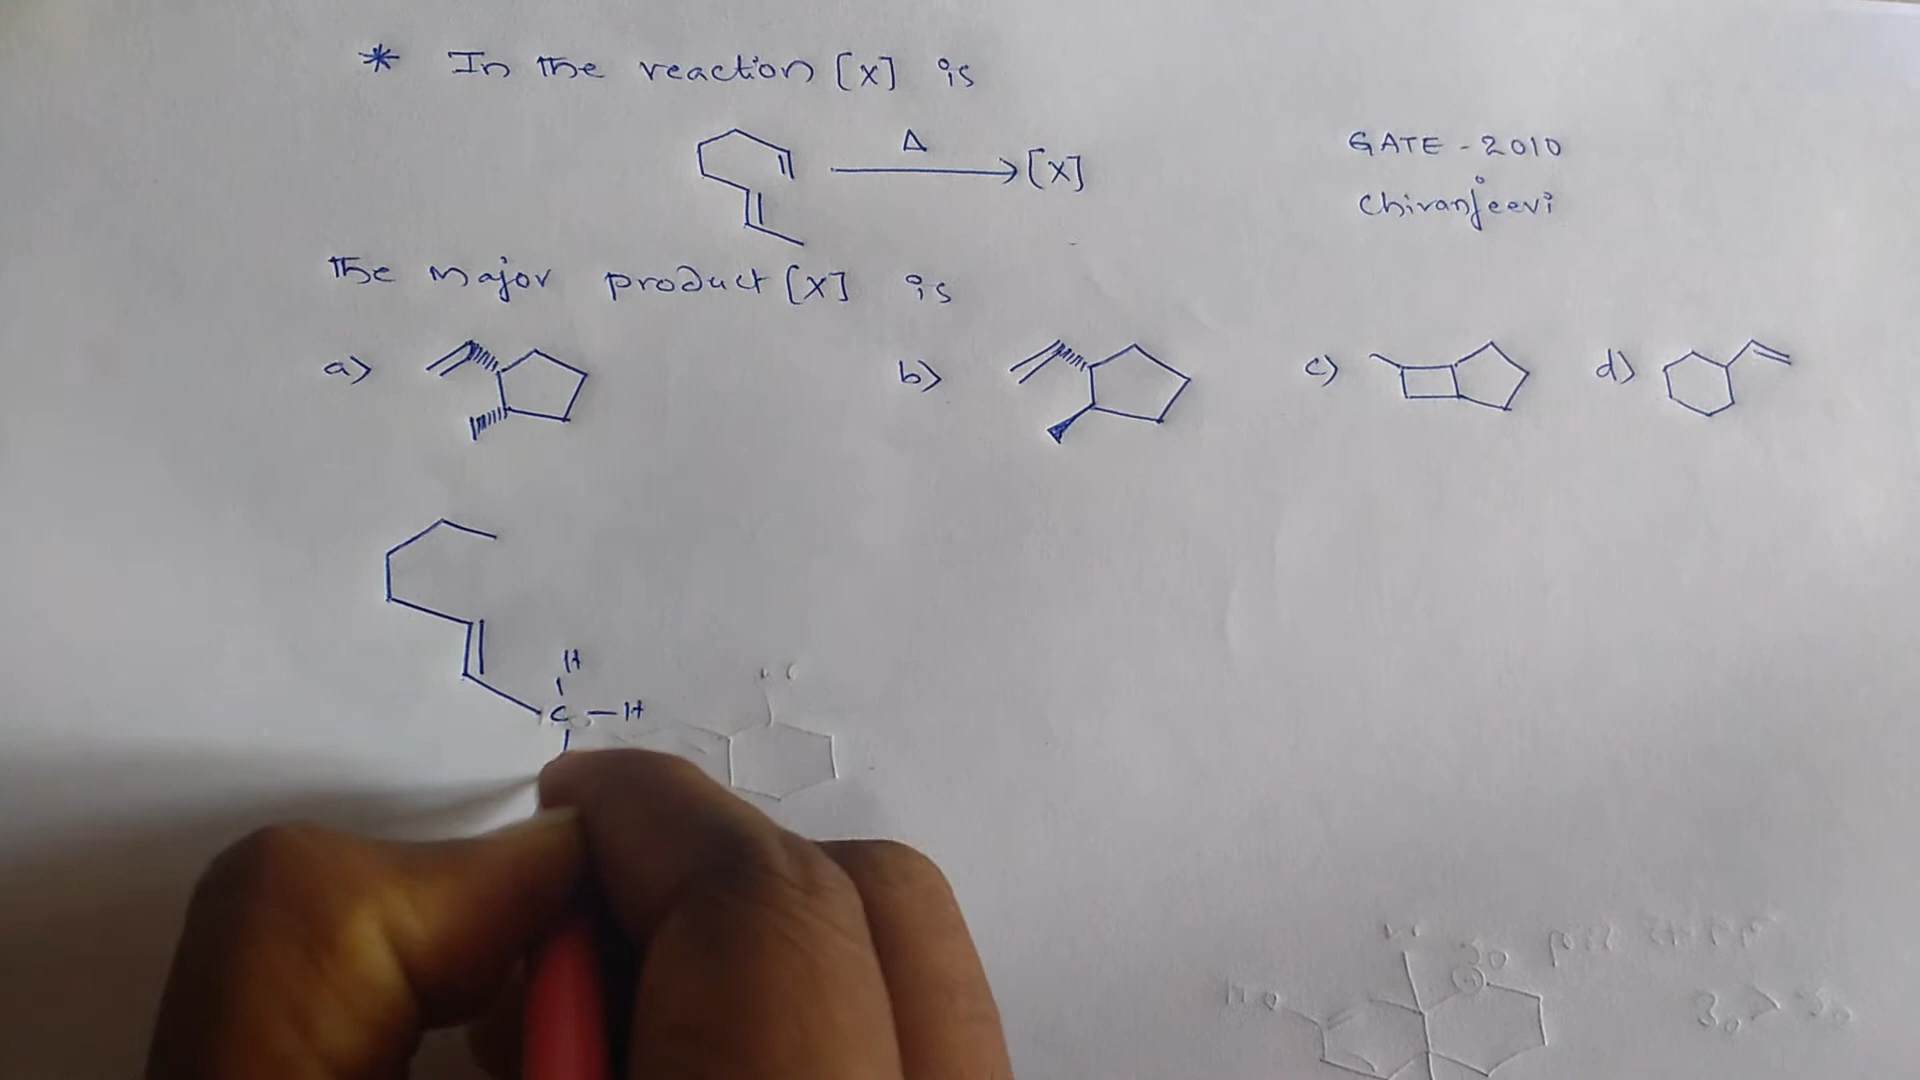 * In the reaction [X] is
Δ
[X]
GATE - 2010
Chiranjeevi
The major product [X] is
a) b) c) d)
H
C - H